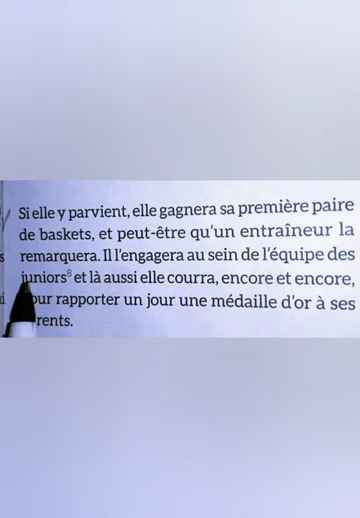 Si elle y parvient, elle gagnera sa première paire
de baskets, et peut-être qu'un entraîneur la
remarquera. Il l'engagera au sein de l'équipe des
juniors⁸ et là aussi elle courra, encore et encore,
rapporter un jour une médaille d'or à ses